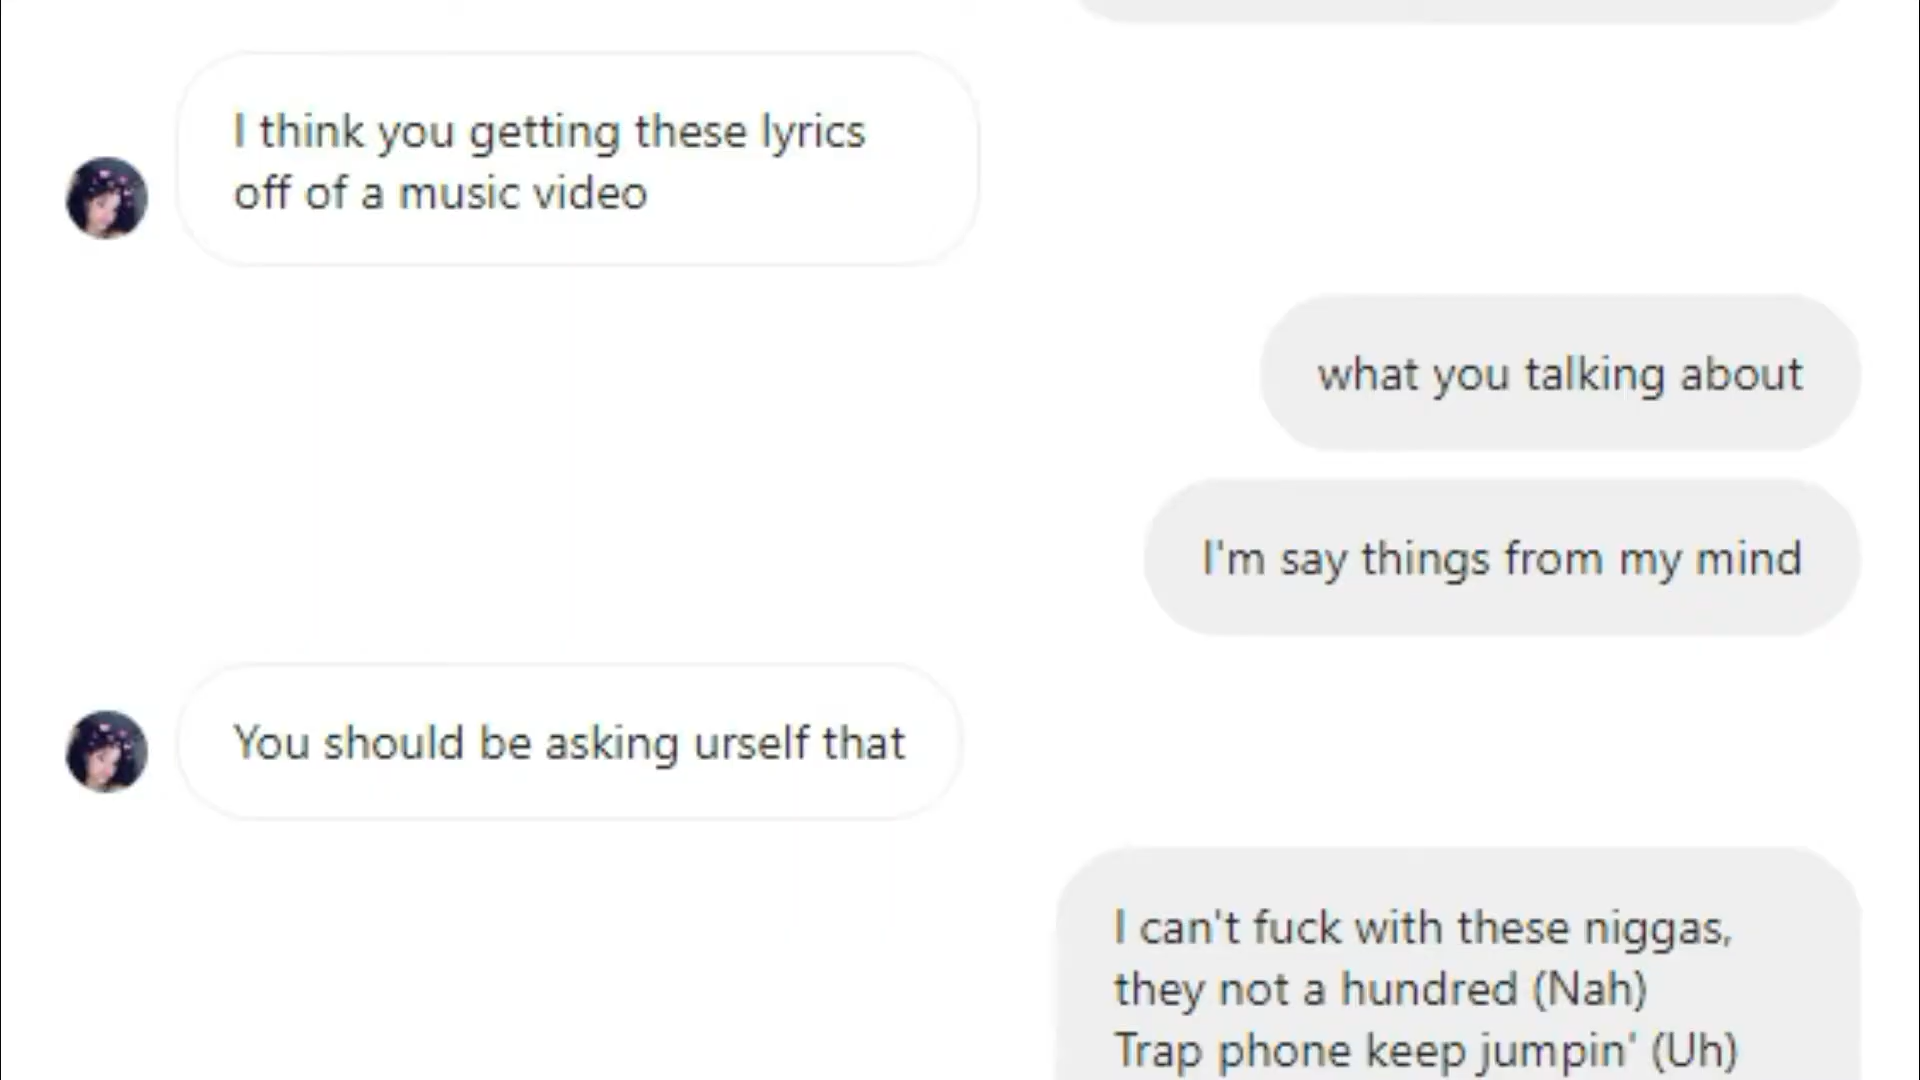 I think you getting these lyrics
off of a music video
what you talking about
I'm say things from my mind
You should be asking urself that
I can't fuck with these niggas,
they not a hundred (Nah)
Trap phone keep jumpin' (Uh)